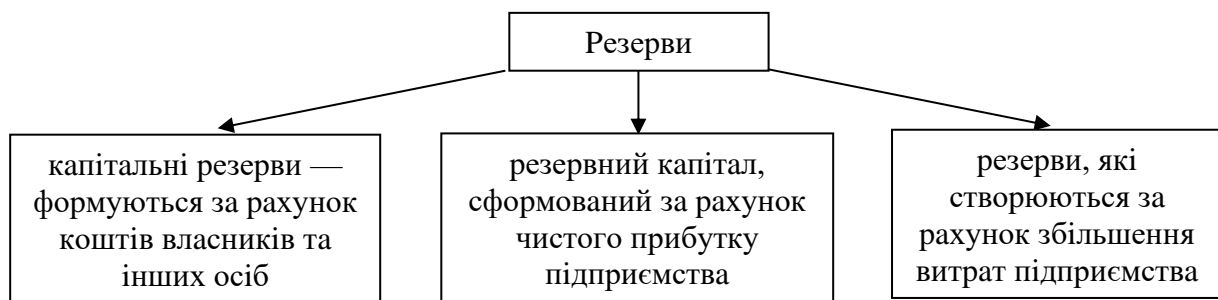 Резерви
капітальні резерви —
формуються за рахунок
коштів власників та
інших осіб
резервний капітал,
сформований за рахунок
чистого прибутку
підприємства
резерви, які
створюються за
рахунок збільшення
витрат підприємства